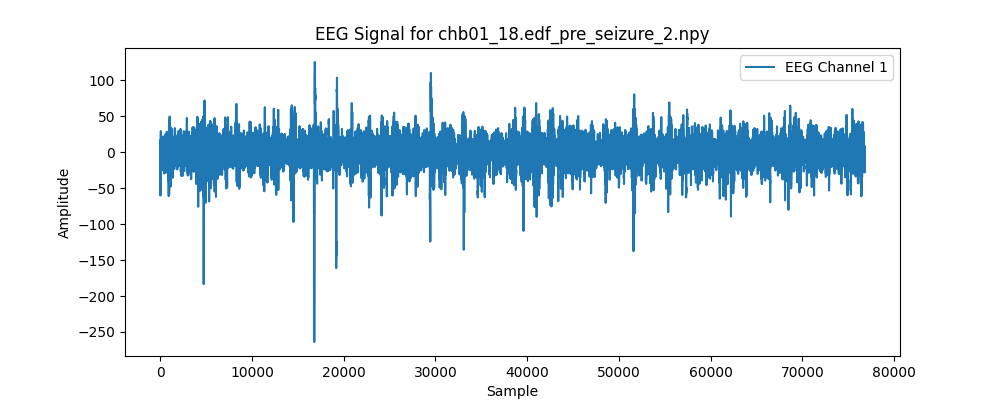 EEG Signal for chb01_18.edf_pre_seizure_2.npy
EEG Channel 1
Amplitude
100
50
0
−50
−100
−150
−200
−250
0 10000 20000 30000 40000 50000 60000 70000 80000
Sample